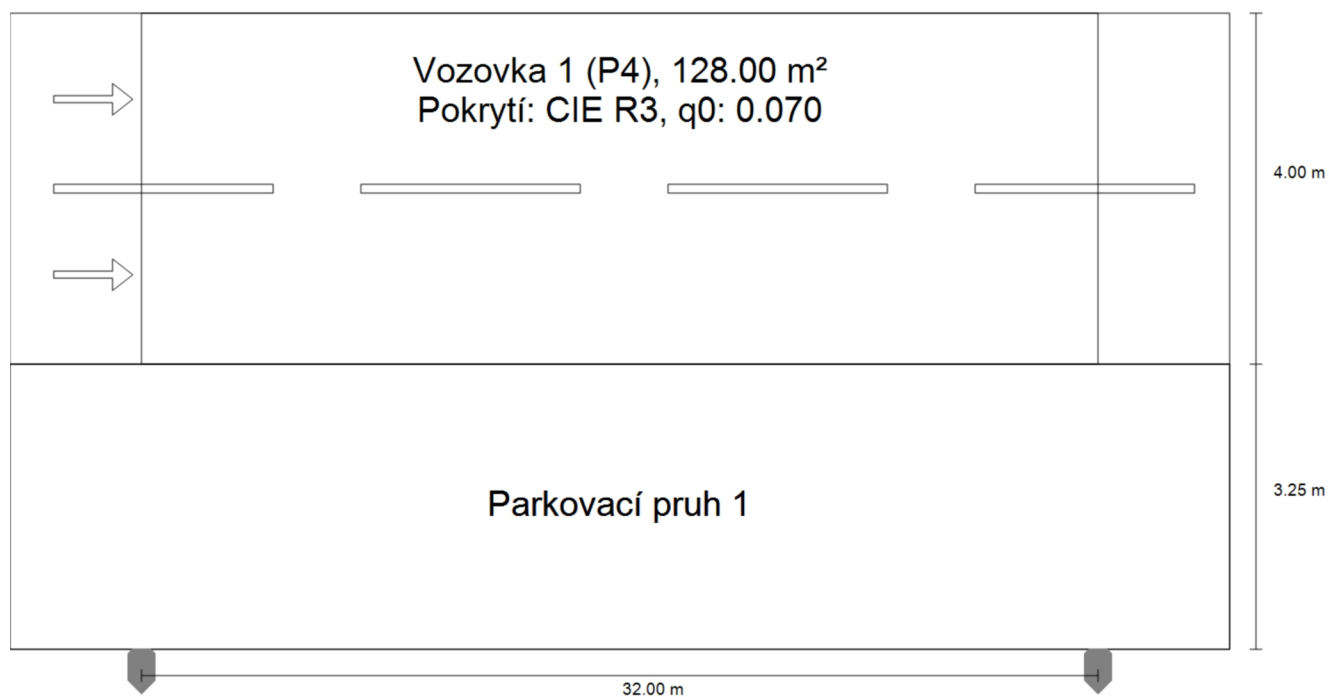 Vozovka 1 (P4), 128.00 m²
Pokrytí: CIE R3, q0: 0.070
4.00 m
Parkovací pruh 1
3.25 m
32.00 m